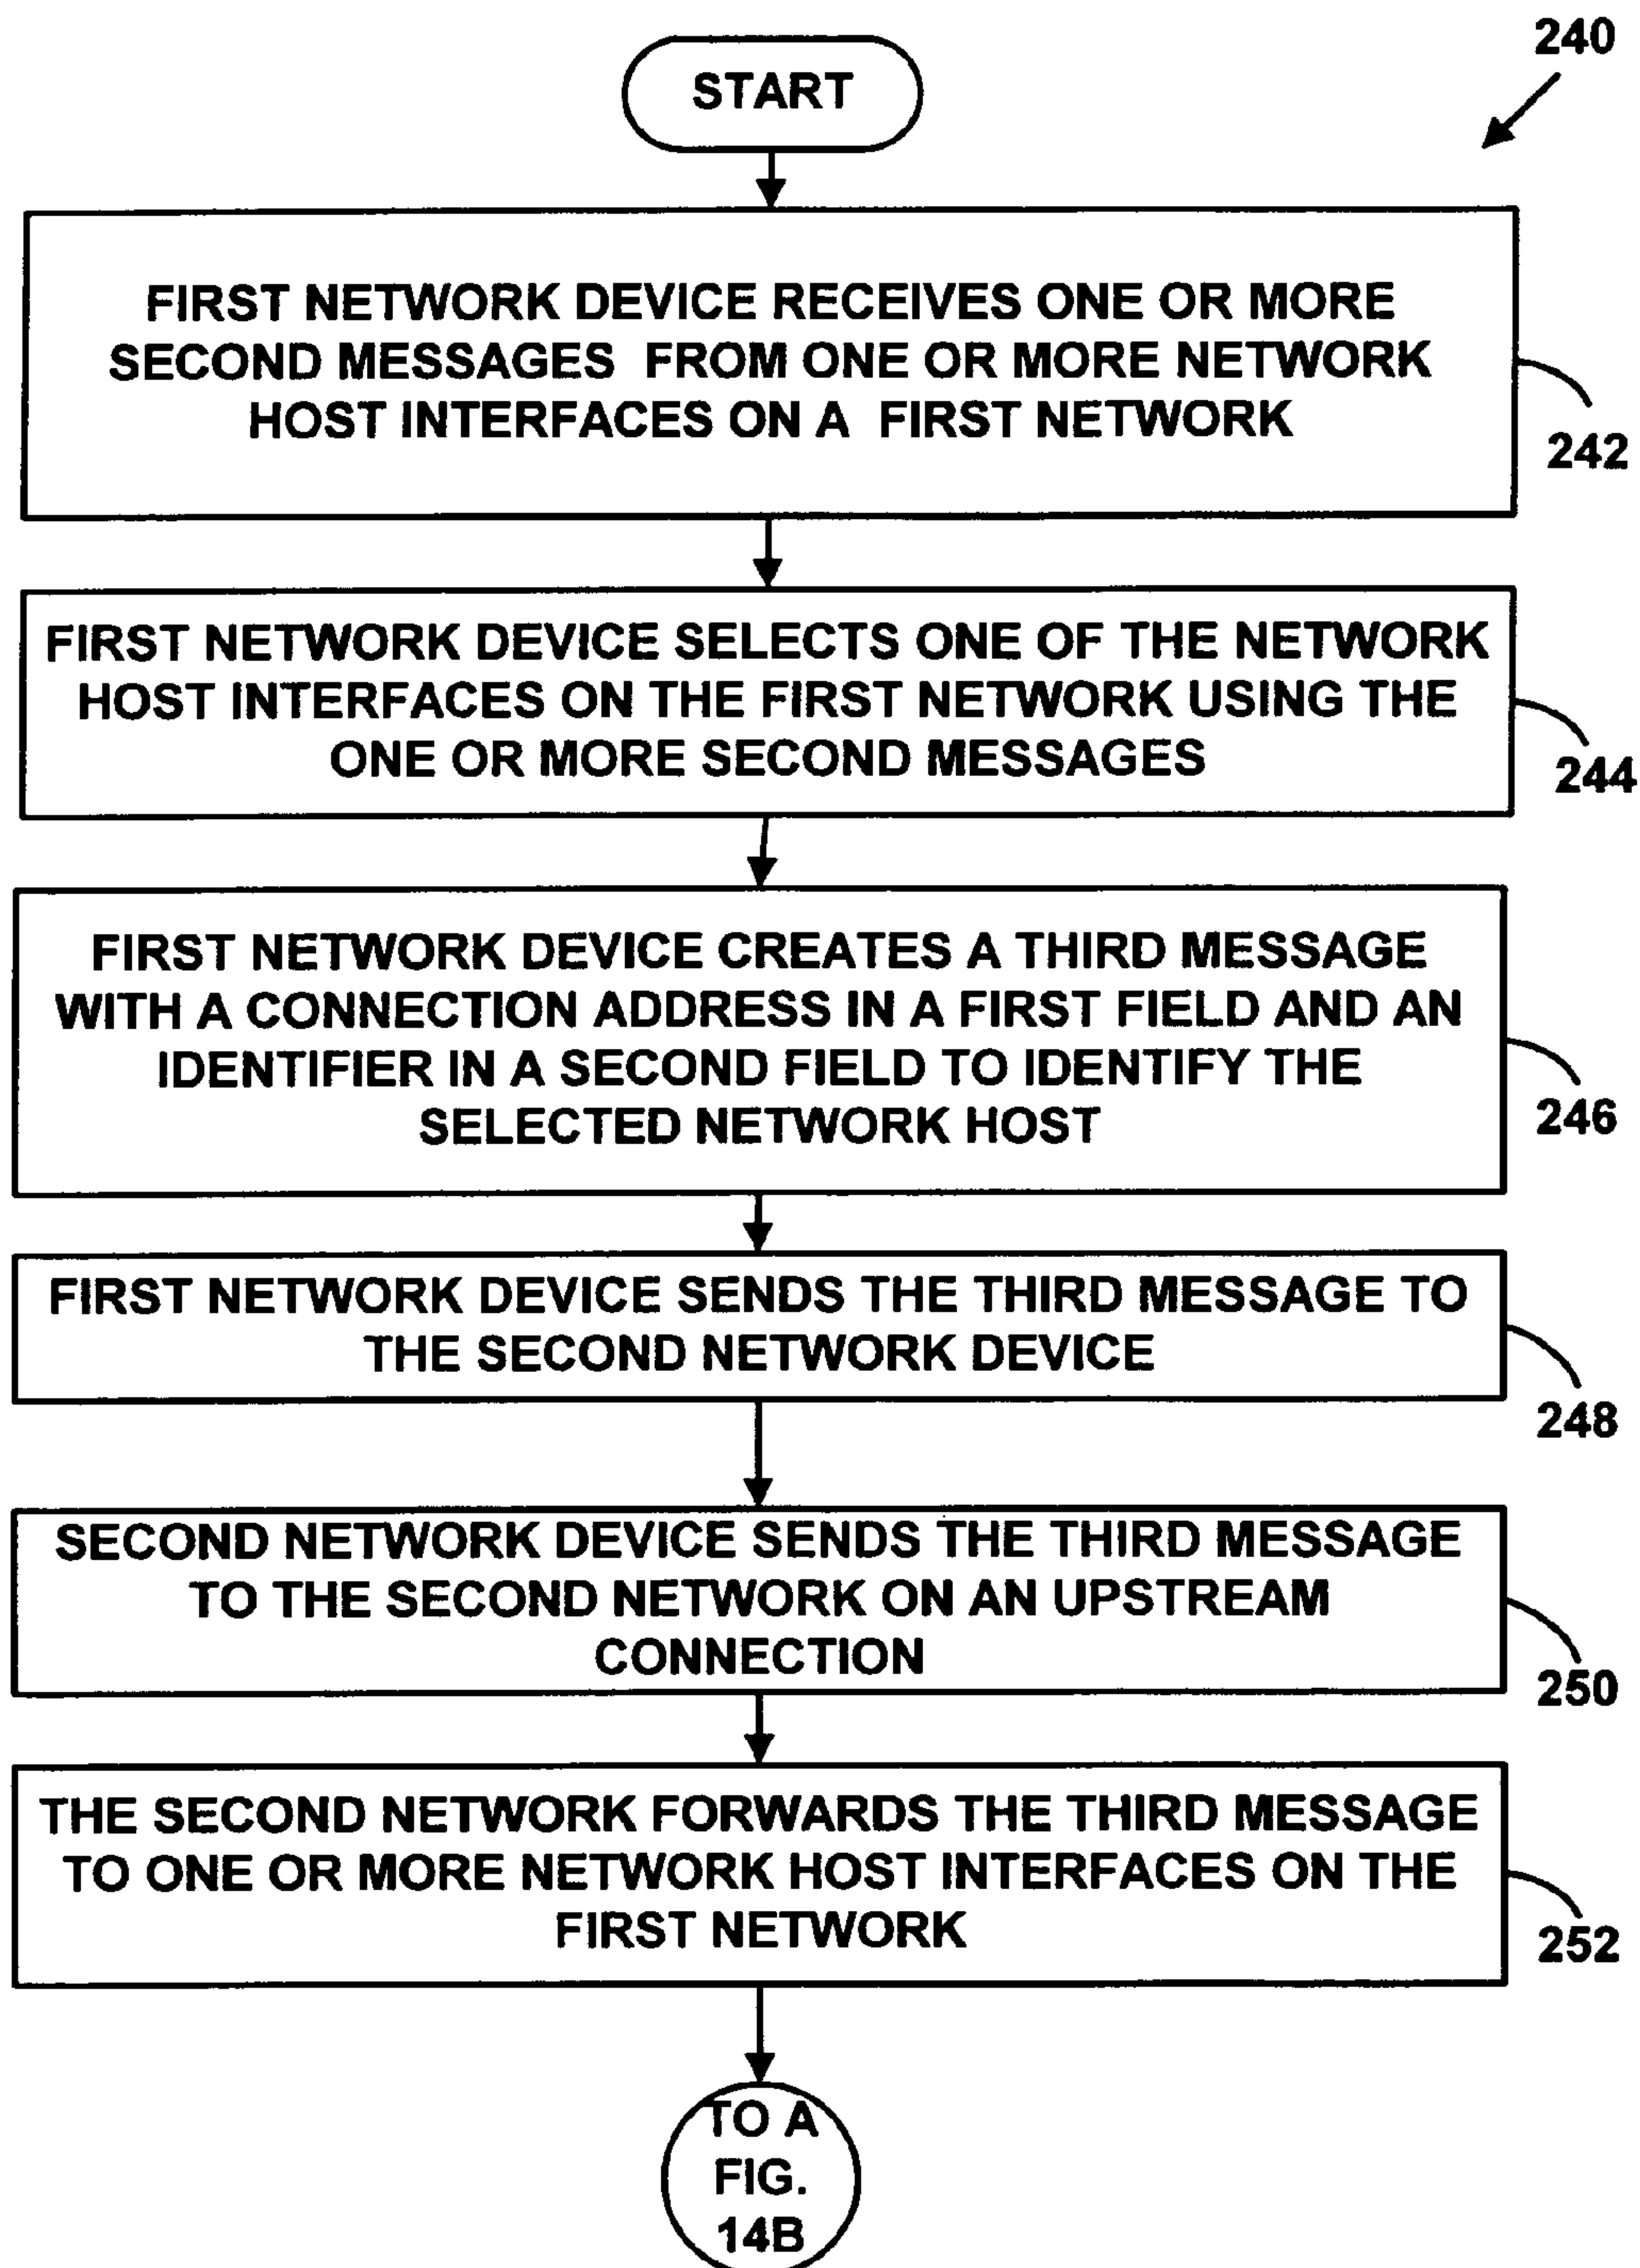 240
START
FIRST NETWORK DEVICE RECEIVES ONE OR MORE
SECOND MESSAGES FROM ONE OR MORE NETWORK
HOST INTERFACES ON A FIRST NETWORK
242
FIRST NETWORK DEVICE SELECTS ONE OF THE NETWORK
HOST INTERFACES ON THE FIRST NETWORK USING THE
ONE OR MORE SECOND MESSAGES
244
FIRST NETWORK DEVICE CREATES A THIRD MESSAGE
WITH A CONNECTION ADDRESS IN A FIRST FIELD AND AN
IDENTIFIER IN A SECOND FIELD TO IDENTIFY THE
SELECTED NETWORK HOST
246
FIRST NETWORK DEVICE SENDS THE THIRD MESSAGE TO
THE SECOND NETWORK DEVICE
248
SECOND NETWORK DEVICE SENDS THE THIRD MESSAGE
TO THE SECOND NETWORK ON AN UPSTREAM
CONNECTION
250
THE SECOND NETWORK FORWARDS THE THIRD MESSAGE
TO ONE OR MORE NETWORK HOST INTERFACES ON THE
FIRST NETWORK
252
TO A
FIG.
14B